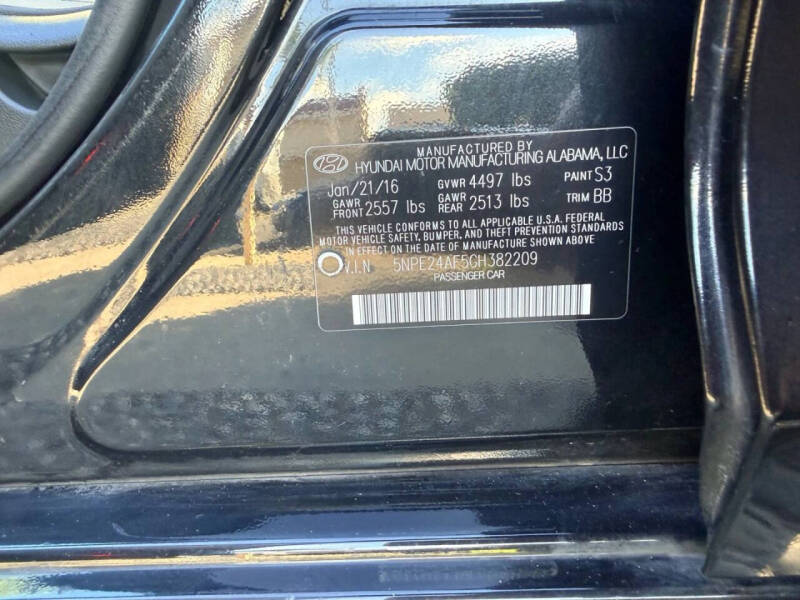 MANUFACTURED BY
HYUNDAI MOTOR MANUFACTURING ALABAMA, LLC
Jan/21/16 GVWR 4497 lbs PAINT S3
GAWR FRONT 2557 lbs GAWR REAR 2513 lbs TRIM BB
THIS VEHICLE CONFORMS TO ALL APPLICABLE U.S.A. FEDERAL
MOTOR VEHICLE SAFETY, BUMPER, AND THEFT PREVENTION STANDARDS
IN EFFECT ON THE DATE OF MANUFACTURE SHOWN ABOVE
V.I.N 5NPE24AF5GH382209
PASSENGER CAR